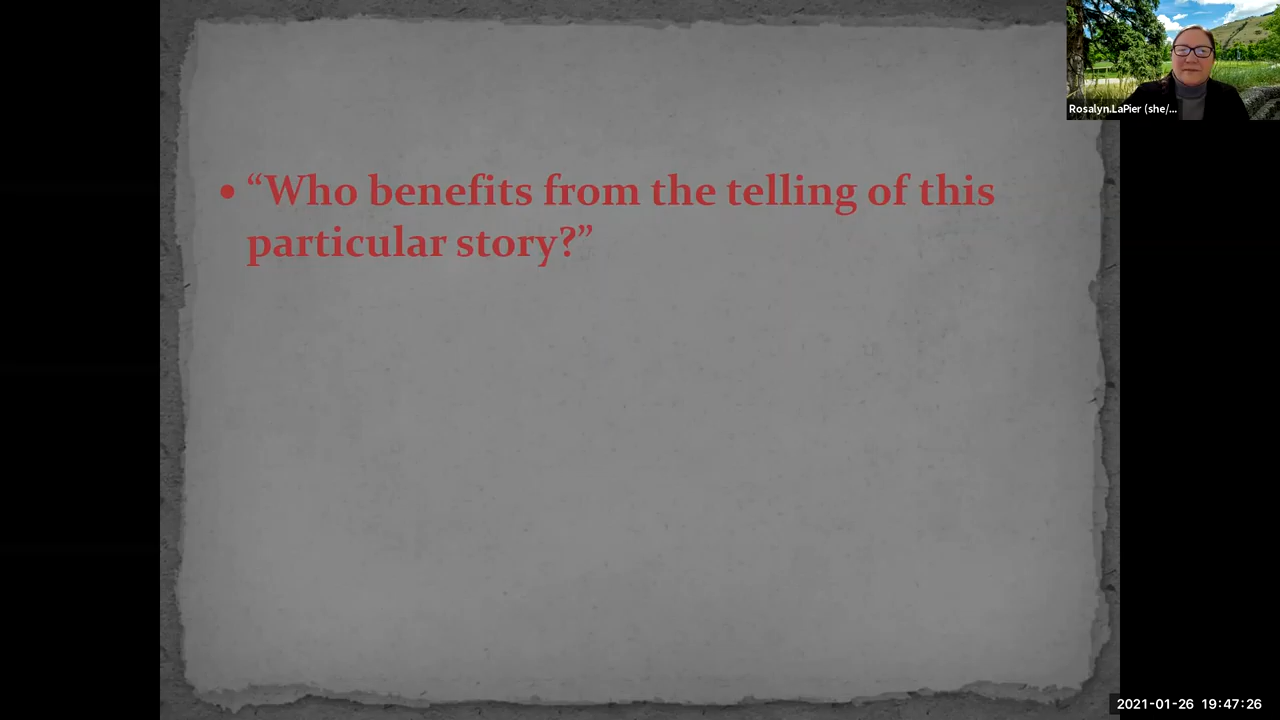 Rosalyn.LaPier (she/...
• “Who benefits from the telling of this
particular story?”
2021-01-26 19:47:26